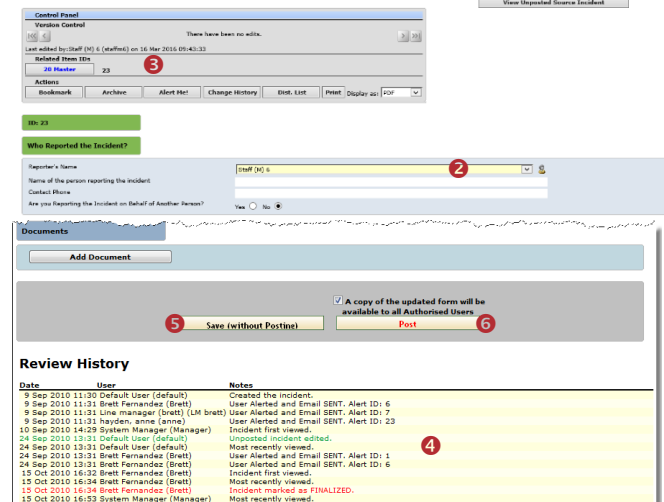 View Unposted Source Incident
Control Panel
Version Control
There have been no edits.
Last edited by:Staff (M) 6 (staffm6) on 16 Mar 2016 05:43:33
Related Item IDs
20 Master 23
3
Actions
Bookmark Archive Alert Me! Change History Dist. List Print Display as: PDF
ID: 23
Who Reported the Incident?
Reporter's Name Staff (M) 6
2
Name of the person reporting the incident
Contact Phone
Are you Reporting the Incident on Behalf of Another Person? Yes No
Documents
Add Document
A copy of the updated form will be
available to all Authorised Users
5 Save (without Posting) Post 6
Review History
Date User Notes
9 Sep 2010 11:30 Default User (default) Created the incident.
9 Sep 2010 11:31 Brett Fernandez (Brett) User Alerted and Email SENT. Alert ID: 6
9 Sep 2010 11:31 Line manager (brett) (LM brett) User Alerted and Email SENT. Alert ID: 7
9 Sep 2010 11:31 hayden, anne (anne) User Alerted and Email SENT. Alert ID: 23
10 Sep 2010 14:29 System Manager (Manager) Incident first viewed.
24 Sep 2010 13:31 Default User (default) Unposted incident edited.
24 Sep 2010 13:31 Default User (default) Most recently viewed.
4
24 Sep 2010 13:31 Brett Fernandez (Brett) User Alerted and Email SENT. Alert ID: 1
24 Sep 2010 13:31 Brett Fernandez (Brett) User Alerted and Email SENT. Alert ID: 6
15 Oct 2010 16:32 Brett Fernandez (Brett) Incident first viewed.
15 Oct 2010 16:34 Brett Fernandez (Brett) Most recently viewed.
15 Oct 2010 16:34 Brett Fernandez (Brett) Incident marked as FINALIZED.
15 Oct 2010 16:53 System Manager (Manager) Most recently viewed.